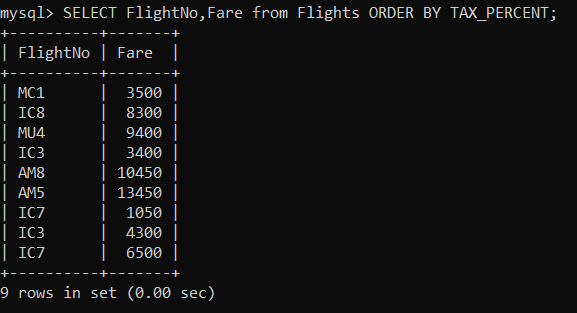 mysql> SELECT FlightNo,Fare from Flights ORDER BY TAX_PERCENT;
+----------+-------+
| FlightNo | Fare  |
+----------+-------+
| MC1      |  3500 |
| IC8      |  8300 |
| MU4      |  9400 |
| IC3      |  3400 |
| AM8      | 10450 |
| AM5      | 13450 |
| IC7      |  1050 |
| IC3      |  4300 |
| IC7      |  6500 |
+----------+-------+
9 rows in set (0.00 sec)